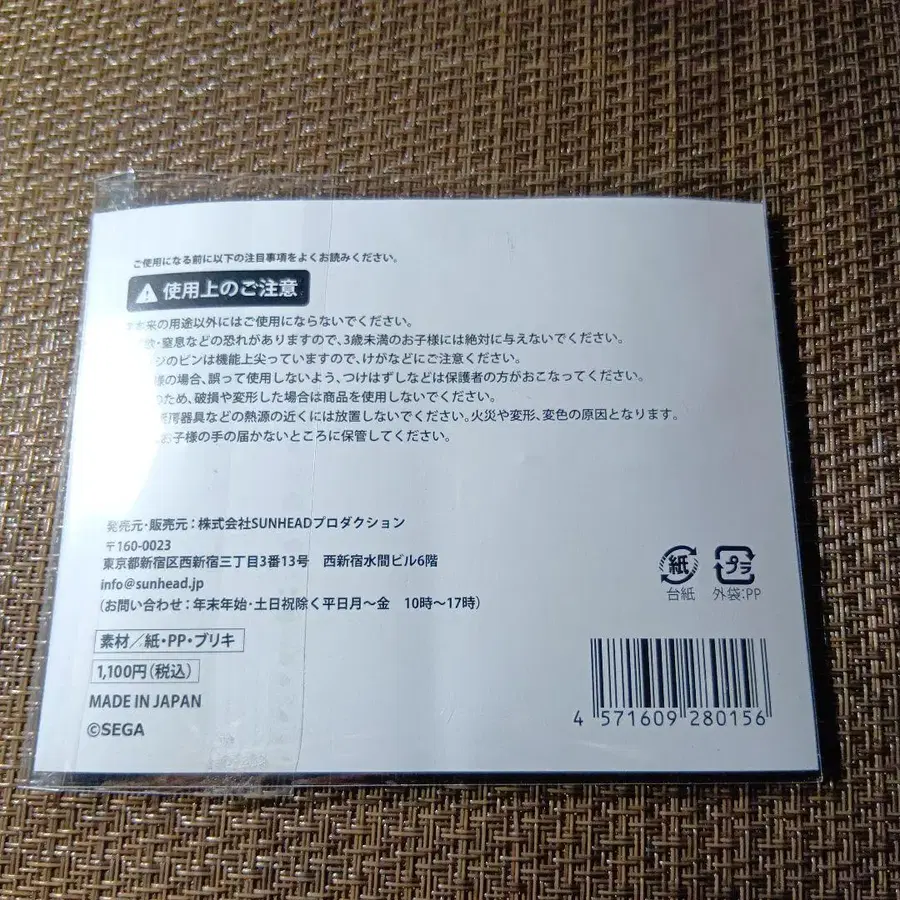 ご使用になる前に以下の注目事項をよくお読みください。
使用上のご注意
本来の用途以外にはご使用にならないでください。
飲・窒息などの恐れがありますので、3歳未満のお子様には絶対に与えないでください。
ジのピンは機能上尖っていますので、けがなどにご注意ください。
様の場合、誤って使用しないよう、つけはずしなどは保護者の方がおこなってください。
のため、破損や変形した場合は商品を使用しないでください。
房器具などの熱源の近くには放置しないでください。火災や変形、変色の原因となります。
お子様の手の届かないところに保管してください。
発売元・販売元：株式会社SUNHEADプロダクション
〒160-0023
東京都新宿区西新宿三丁目3番13号　西新宿水間ビル6階
info@sunhead.jp
（お問い合わせ：年末年始・土日祝除く平日月～金　10時～17時）
紙 プラ
台紙 外袋：PP
素材／紙・PP・ブリキ
1,100円（税込）
MADE IN JAPAN
©SEGA
4 571609 280156